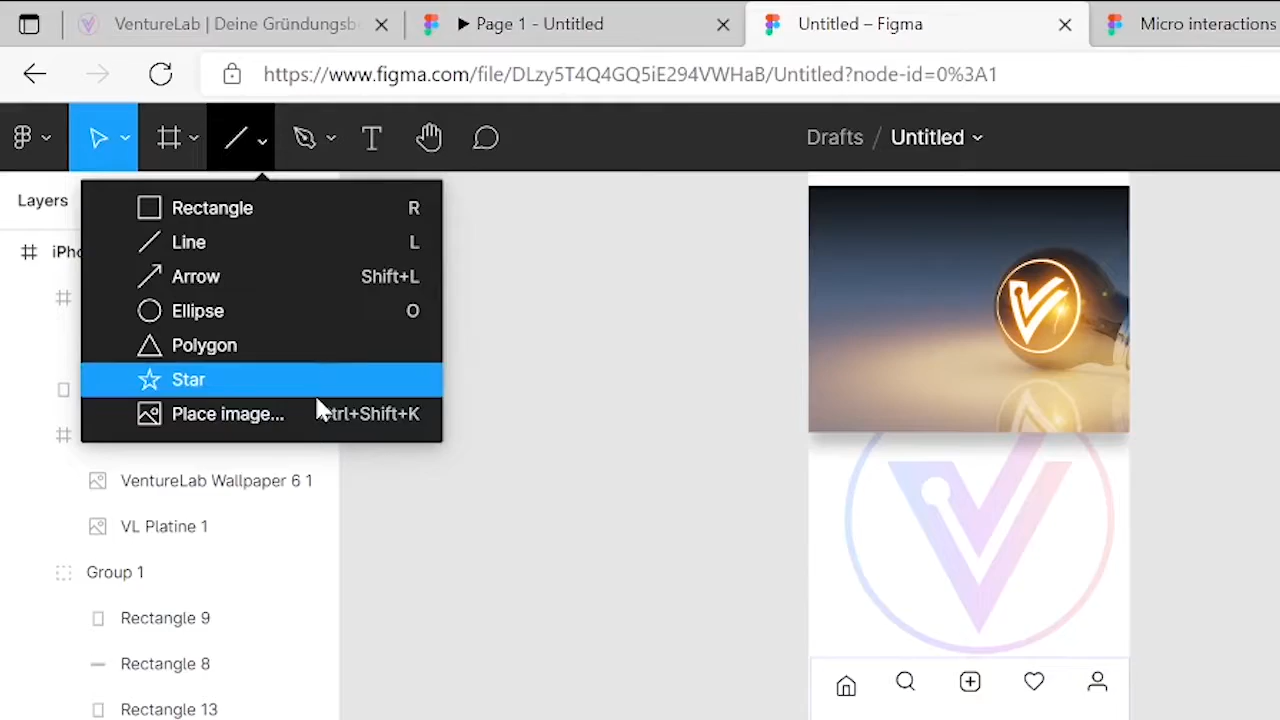 VentureLab | Deine Gründungsbe
Page 1 - Untitled
Untitled – Figma
Micro interactions
https://www.figma.com/file/DLzy5T4Q4GQ5iE294VWHaB/Untitled?node-id=0%3A1
Drafts / Untitled
Layers
Rectangle R
Line L
Arrow Shift+L
Ellipse O
Polygon
Star
Place image... trl+Shift+K
iPho
VentureLab Wallpaper 6 1
VL Platine 1
Group 1
Rectangle 9
Rectangle 8
Rectangle 13